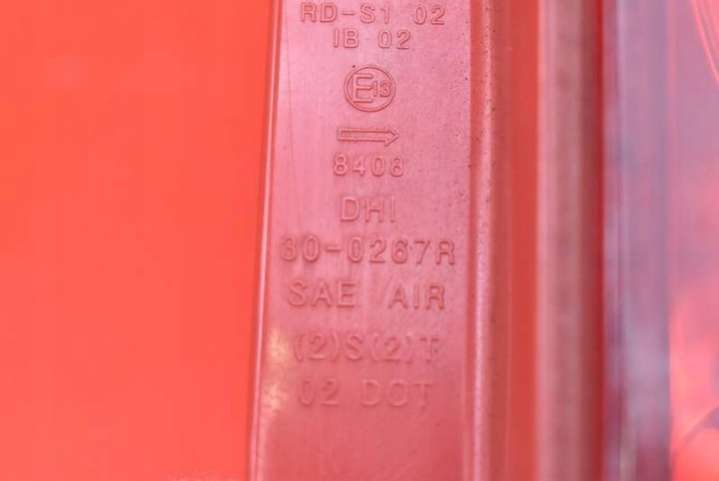 RD-S1 02
IB 02
E13
8408
DHI
30-0267R
SAE AIR
(2)S(2)T
02 DOT